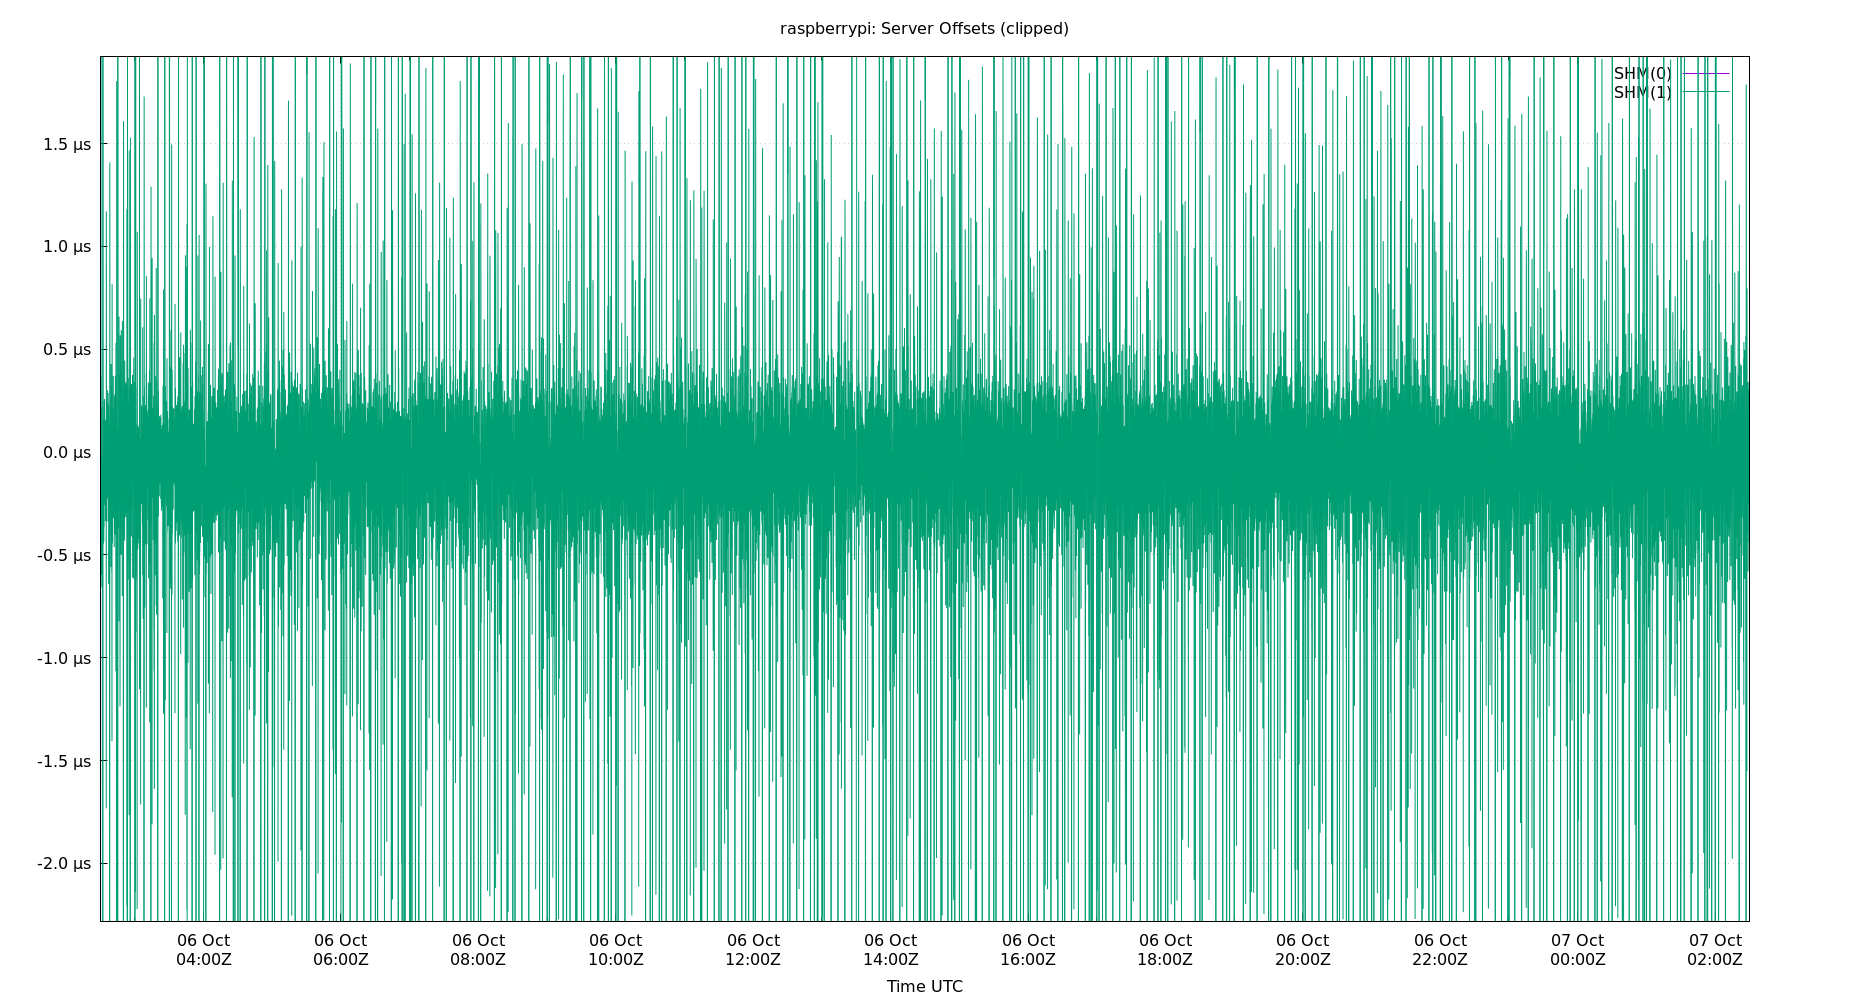 raspberrypi: Server Offsets (clipped)
SHM(0)
SHM(1)
1.5 µs
1.0 µs
0.5 µs
0.0 µs
-0.5 µs
-1.0 µs
-1.5 µs
-2.0 µs
06 Oct 06 Oct 06 Oct 06 Oct 06 Oct 06 Oct 06 Oct 06 Oct 06 Oct 06 Oct 07 Oct 07 Oct
04:00Z 06:00Z 08:00Z 10:00Z 12:00Z 14:00Z 16:00Z 18:00Z 20:00Z 22:00Z 00:00Z 02:00Z
Time UTC